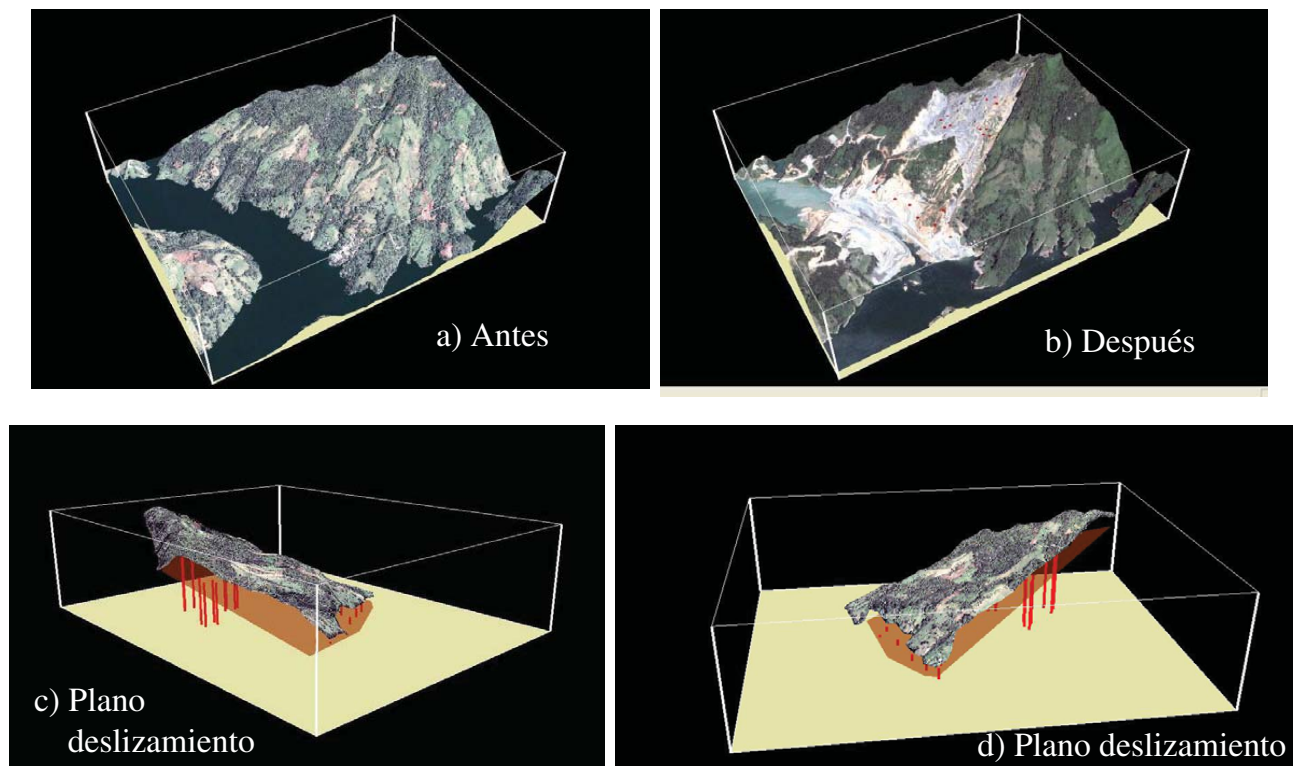 a) Antes
b) Después
c) Plano
deslizamiento
d) Plano deslizamiento